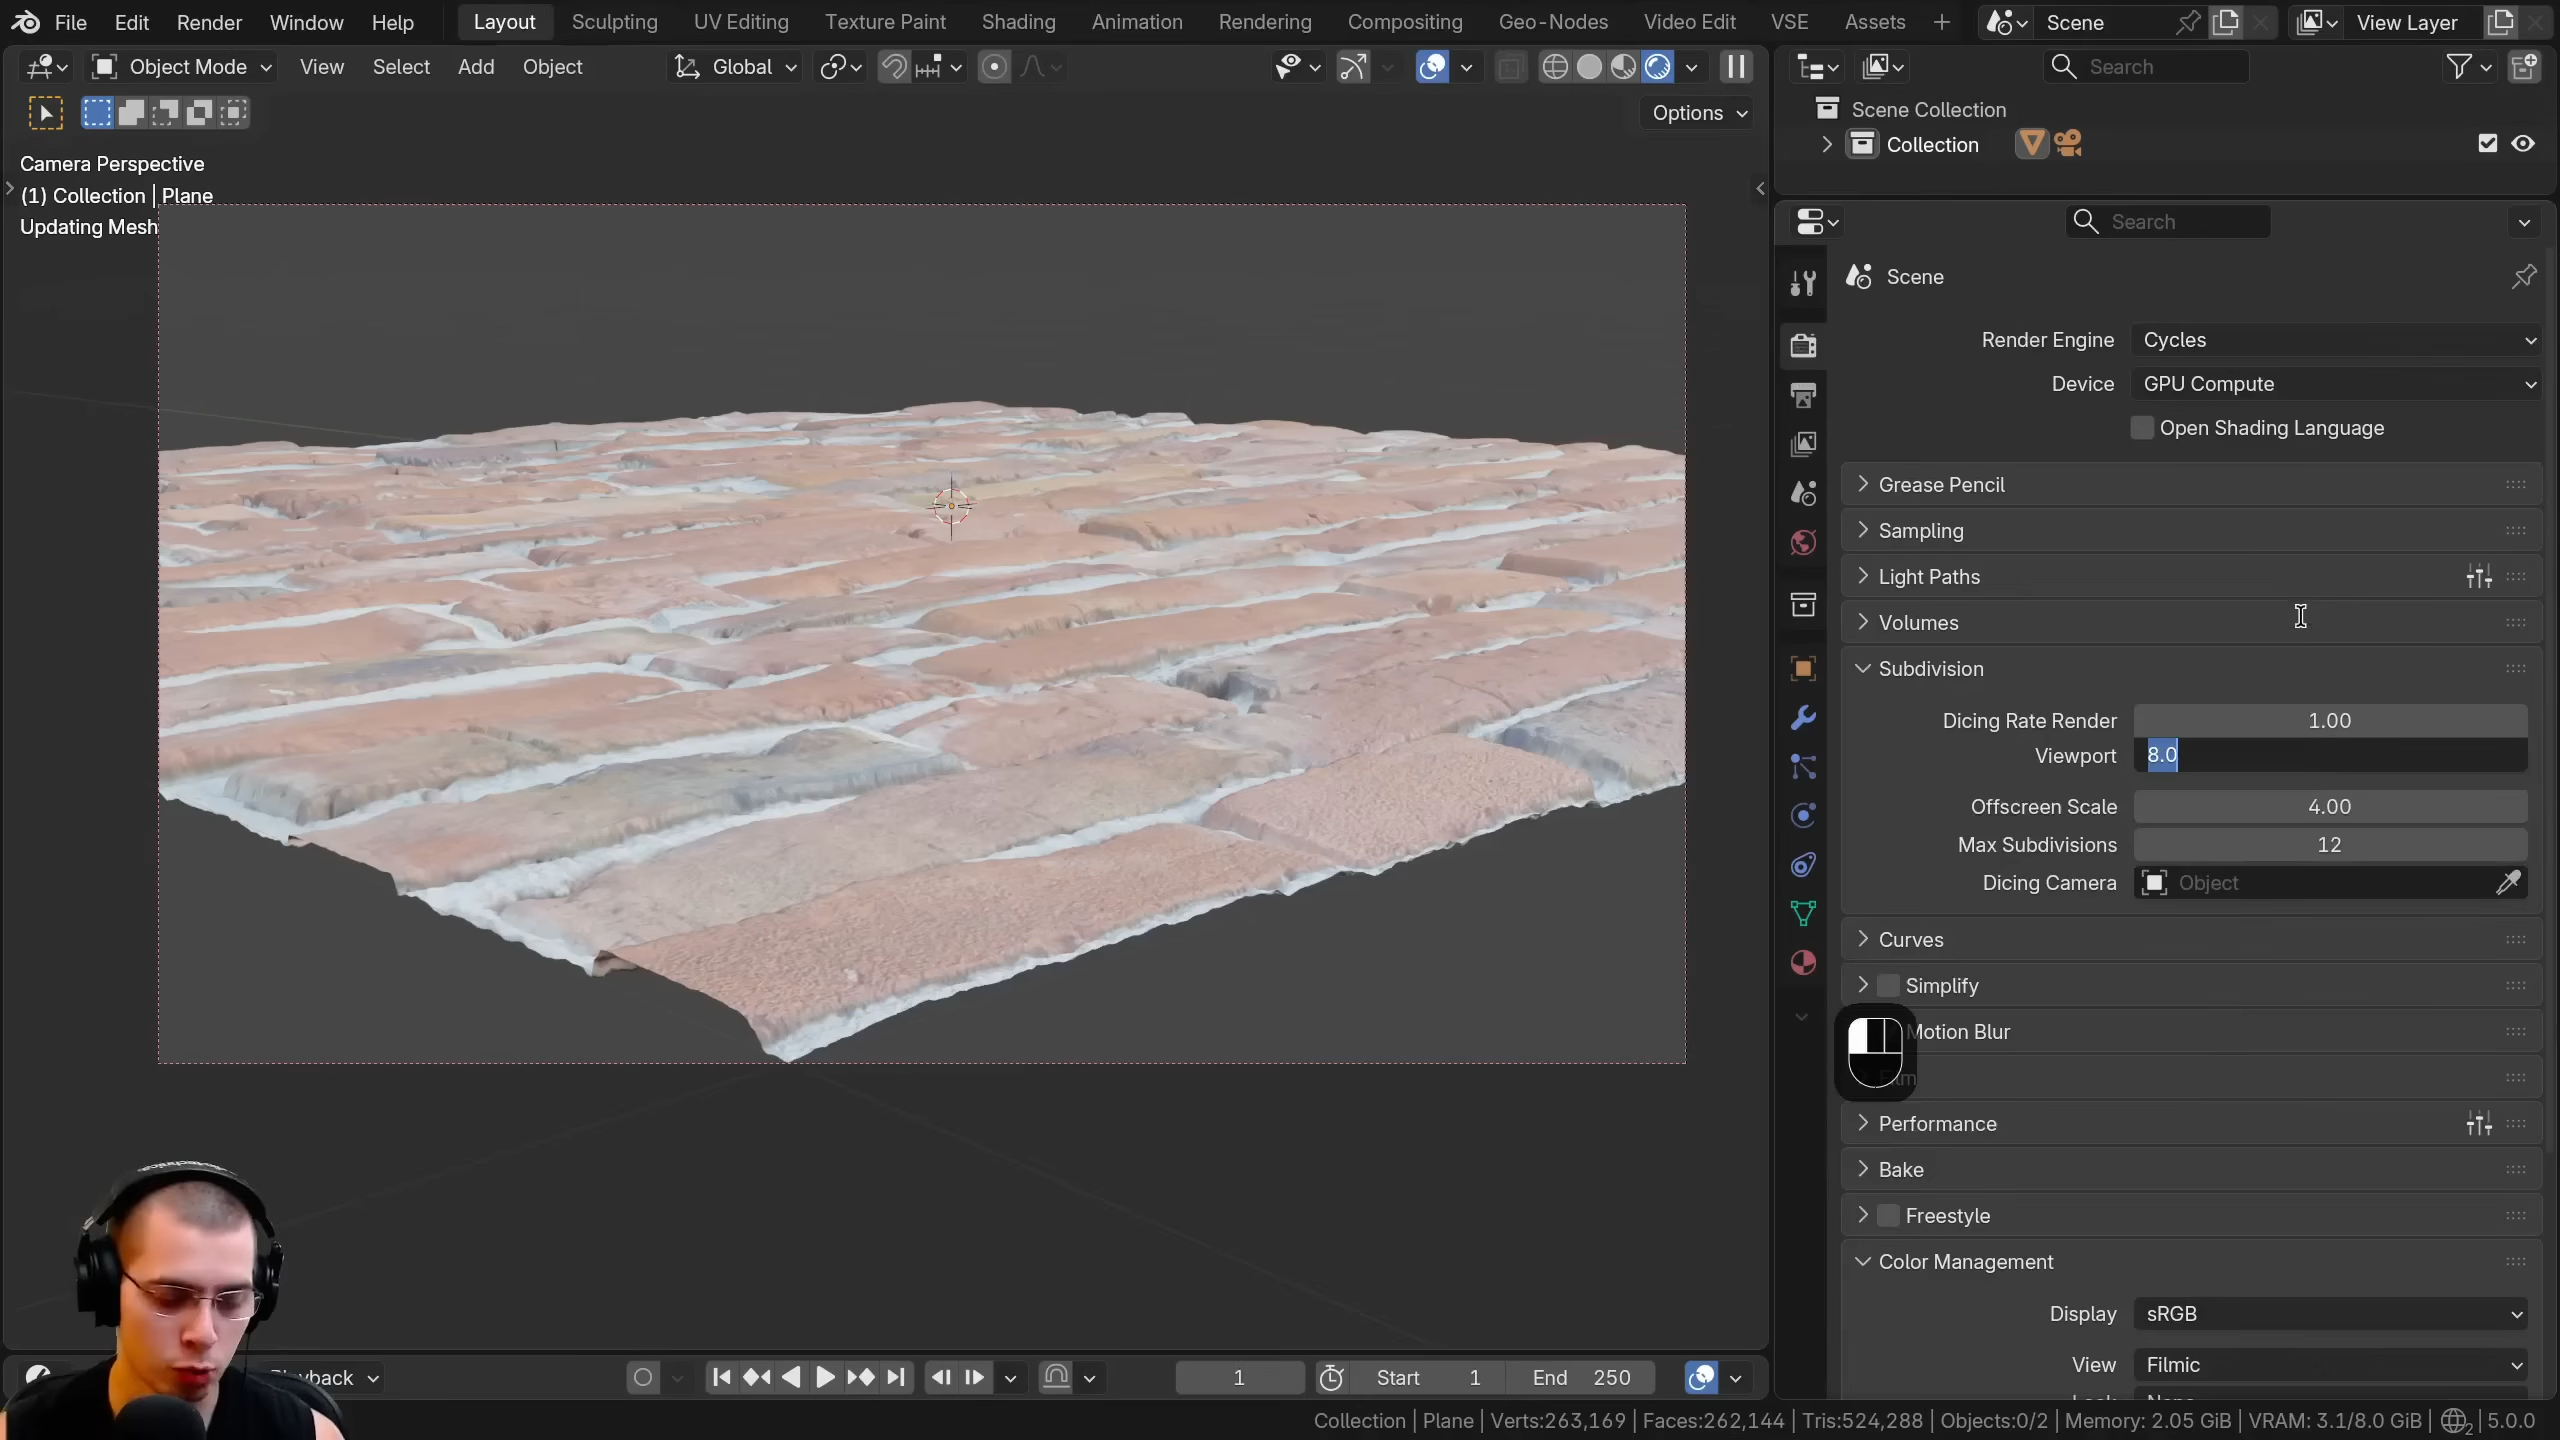 File Edit Render Window Help Layout Sculpting UV Editing Texture Paint Shading Animation Rendering Compositing Geo-Nodes Video Edit VSE Assets Scene View Layer
Object Mode View Select Add Object Global Search
Options
Scene Collection
Collection
Camera Perspective
(1) Collection | Plane
Updating Mesh
Search
Scene
Render Engine Cycles
Device GPU Compute
Open Shading Language
Grease Pencil
Sampling
Light Paths
Volumes
Subdivision
Dicing Rate Render 1.00
Viewport 8.0
Offscreen Scale 4.00
Max Subdivisions 12
Dicing Camera Object
Curves
Simplify
Motion Blur
Performance
Bake
Freestyle
Color Management
Display sRGB
View Filmic
1 Start 1 End 250
Collection | Plane | Verts:263,169 | Faces:262,144 | Tris:524,288 | Objects:0/2 | Memory: 2.05 GiB | VRAM: 3.1/8.0 GiB | 2 | 5.0.0